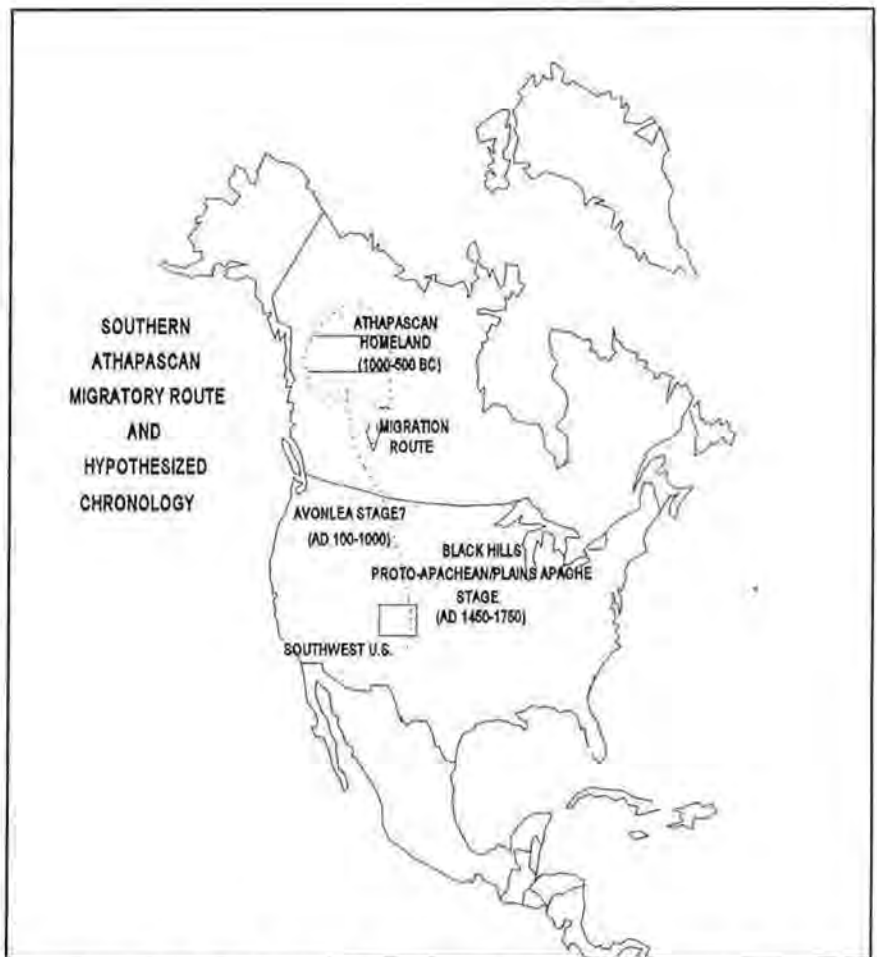 SOUTHERN
ATHAPASCAN
MIGRATORY ROUTE
AND
HYPOTHESIZED
CHRONOLOGY
ATHAPASCAN
HOMELAND
(1000-500 BC)
MIGRATION
ROUTE
AVONLEA STAGE?
(AD 100-1000)
BLACK HILLS
PROTO-APACHEAN/PLAINS APACHE
STAGE
(AD 1450-1750)
SOUTHWEST U.S.